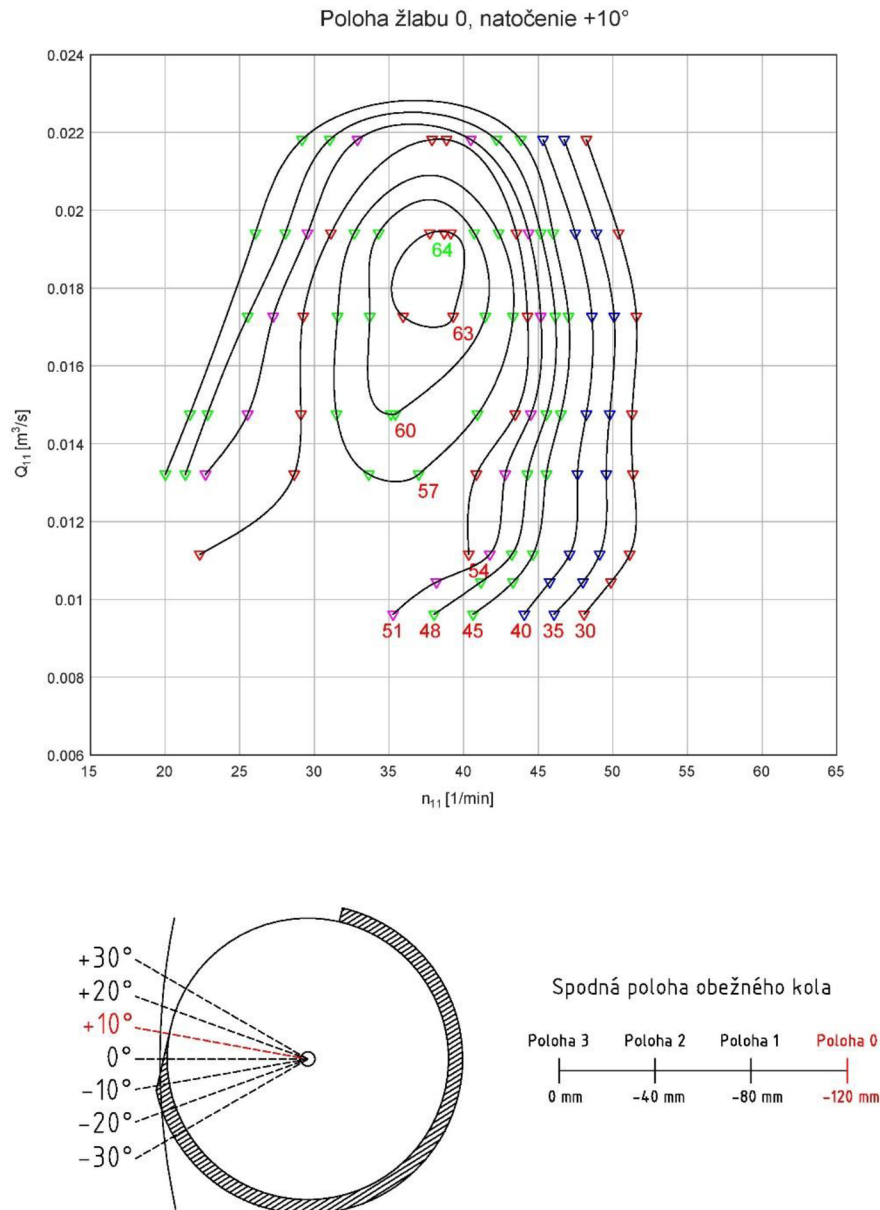 Poloha žlabu 0, natočenie +10°
0.024
0.022
0.02
0.018
0.016
0.014
0.012
0.01
0.008
0.006
Q11 [m³/s]
64
63
60
57
54
51 48 45 40 35 30
15 20 25 30 35 40 45 50 55 60 65
n11 [1/min]
+30°
+20°
+10°
0°
-10°
-20°
-30°
Spodná poloha obežného kola
Poloha 3 Poloha 2 Poloha 1 Poloha 0
0 mm -40 mm -80 mm -120 mm